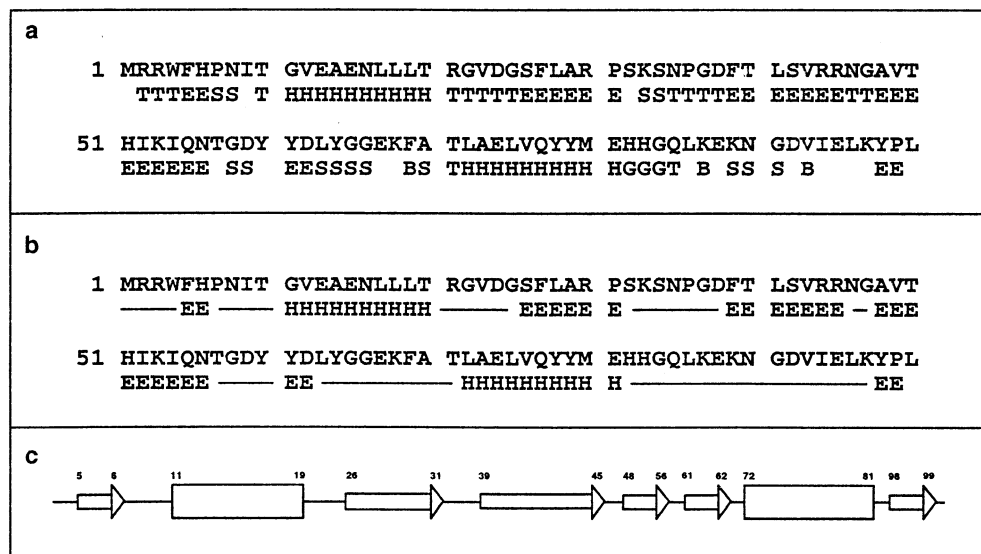 a
1 MRRWFHPNIT GVEAENLLLT RGVDGSFLAR PSKSNPGDFT LSVRRNGAVT
TTTEESS T HHHHHHHHHH TTTTTEEEEE E SSTTTTEE EEEEETTEEE
51 HIKIQNTGDY YDLYGGEKFA TLAELVQYYM EHHGQLKEKN GDVIELKYPL
EEEEEE SS EESSSS BS THHHHHHHHH HGGGT B SS S B EE
b
1 MRRWFHPNIT GVEAENLLLT RGVDGSFLAR PSKSNPGDFT LSVRRNGAVT
——— EE —— HHHHHHHHHH ——— EEEEE E ——— EE EEEEE – EEE
51 HIKIQNTGDY YDLYGGEKFA TLAELVQYYM EHHGQLKEKN GDVIELKYPL
EEEEEE ——— EE ——— HHHHHHHHH H ——— EE
c
5 6 11 19 26 31 39 45 48 56 61 62 72 81 98 99